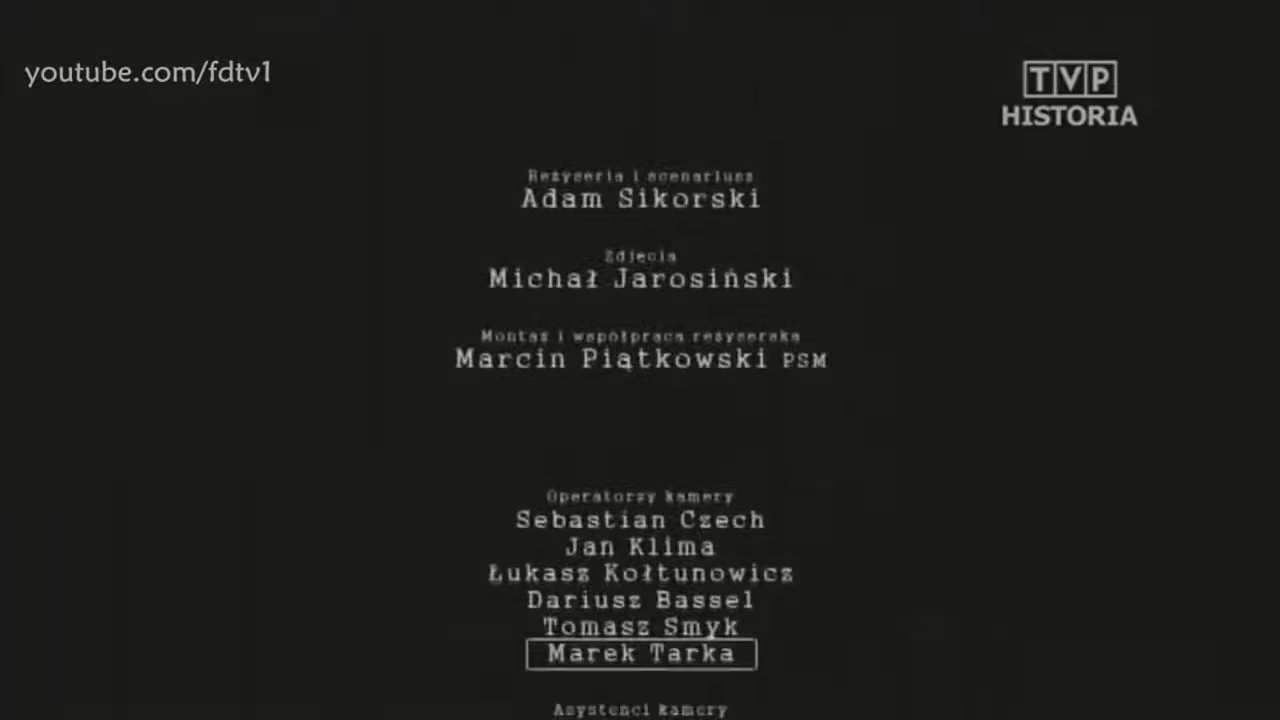 youtube.com/fdtv1
TVP
HISTORIA
Reżyseria i scenariusz
Adam Sikorski
Zdjęcia
Michał Jarosiński
Montaż i współpraca reżyserska
Marcin Piątkowski PSM
Operatorzy kamery
Sebastian Czech
Jan Klima
Łukasz Kołtunowicz
Dariusz Bassel
Tomasz Smyk
Marek Tarka
Asystenci kamery